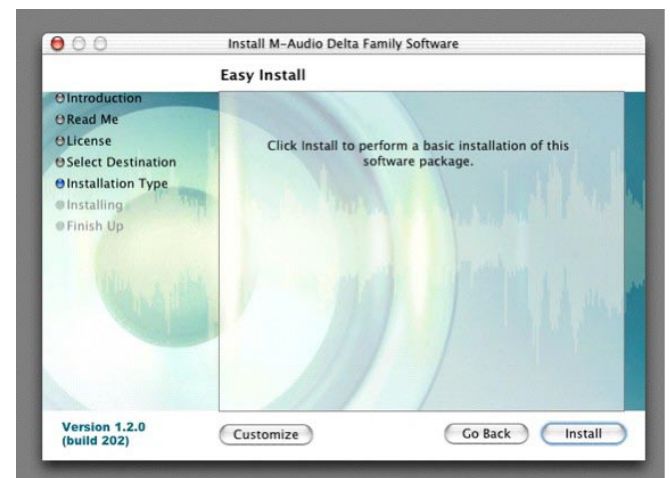 Install M-Audio Delta Family Software
Easy Install
Introduction
Read Me
License
Select Destination
Installation Type
Installing
Finish Up
Click Install to perform a basic installation of this
software package.
Version 1.2.0
(build 202)
Customize
Go Back
Install